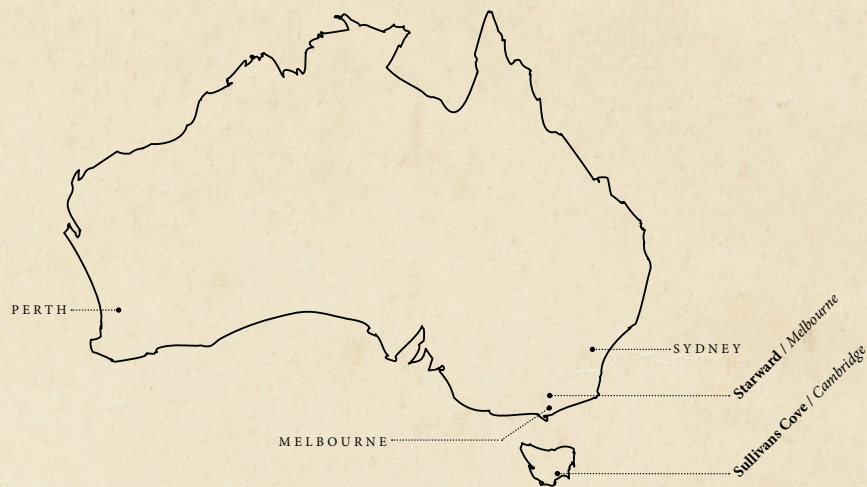 PERTH
SYDNEY
Starward / Melbourne
Sullivans Cove / Cambridge
MELBOURNE